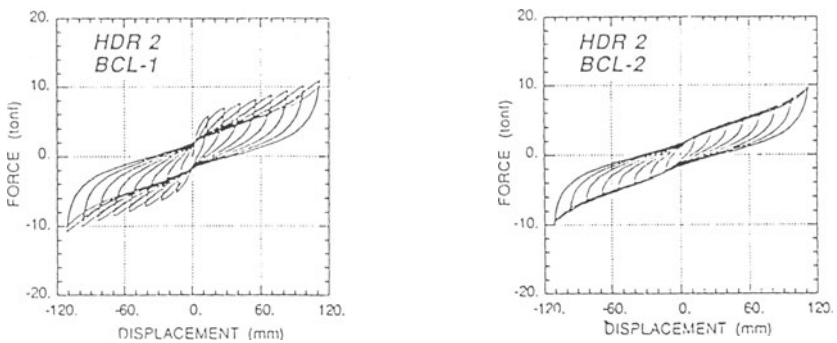 20.
HDR 2
BCL-1
10.
0.
-10.
-20.
-120.
-60.
0.
60.
120.
FORCE (tonf)
DISPLACEMENT (mm)
20.
HDR 2
BCL-2
10.
0.
-10.
-20.
-120.
-60.
0.
60.
120.
FORCE (tonf)
DISPLACEMENT (mm)